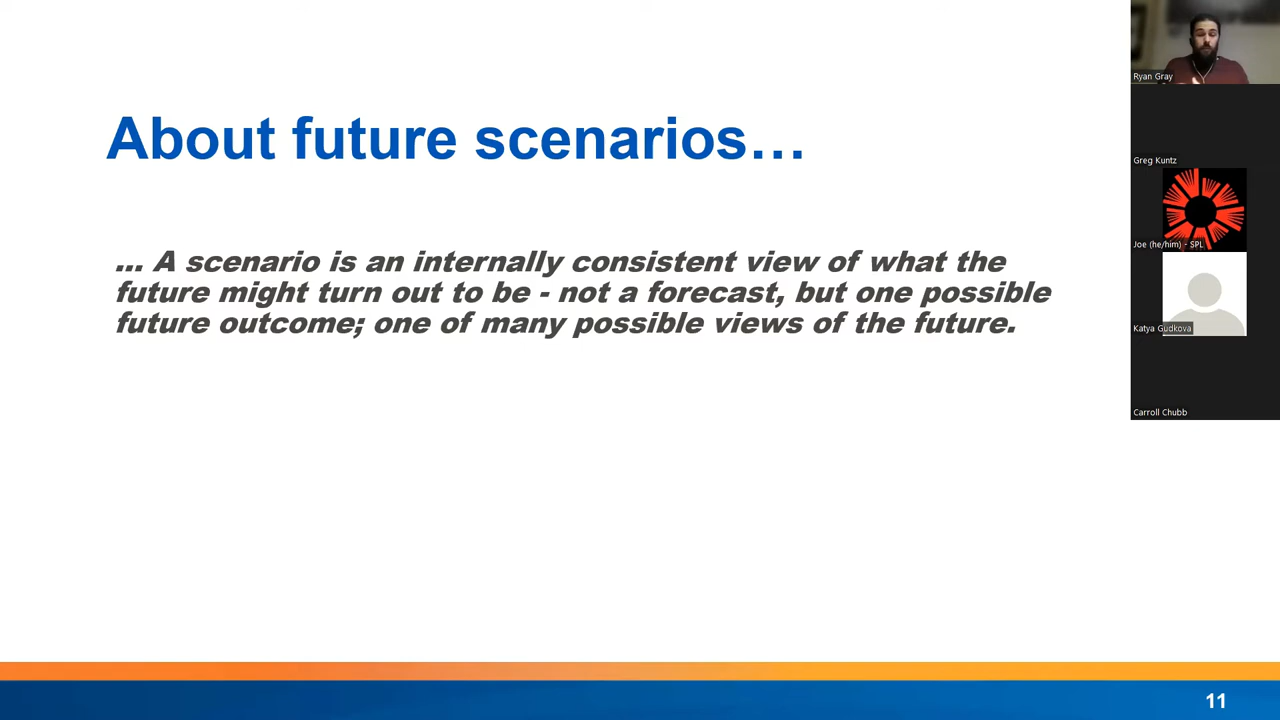 About future scenarios…
… A scenario is an internally consistent view of what the
future might turn out to be - not a forecast, but one possible
future outcome; one of many possible views of the future.
11
Ryan Gray
Greg Kuntz
Joe (he/him) - SPL
Katya Gudkova
Carroll Chubb